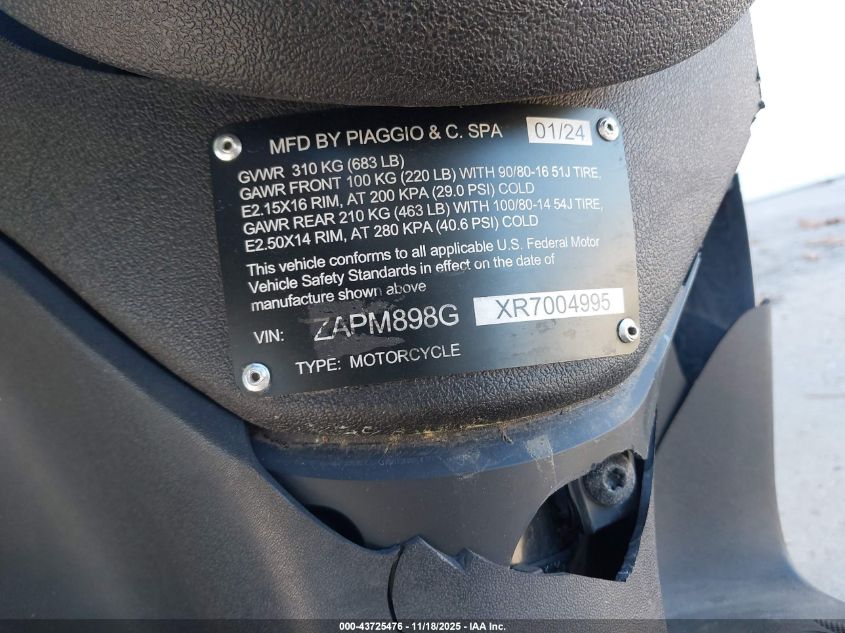 MFD BY PIAGGIO & C. SPA 01/24
GVWR 310 KG (683 LB)
GAWR FRONT 100 KG (220 LB) WITH 90/80-16 51J TIRE,
E2.15X16 RIM, AT 200 KPA (29.0 PSI) COLD
GAWR REAR 210 KG (463 LB) WITH 100/80-14 54J TIRE,
E2.50X14 RIM, AT 280 KPA (40.6 PSI) COLD
This vehicle conforms to all applicable U.S. Federal Motor
Vehicle Safety Standards in effect on the date of
manufacture shown above
VIN: ZAPM898G XR7004995
TYPE: MOTORCYCLE
000-43725476 - 11/18/2025 - IAA Inc.